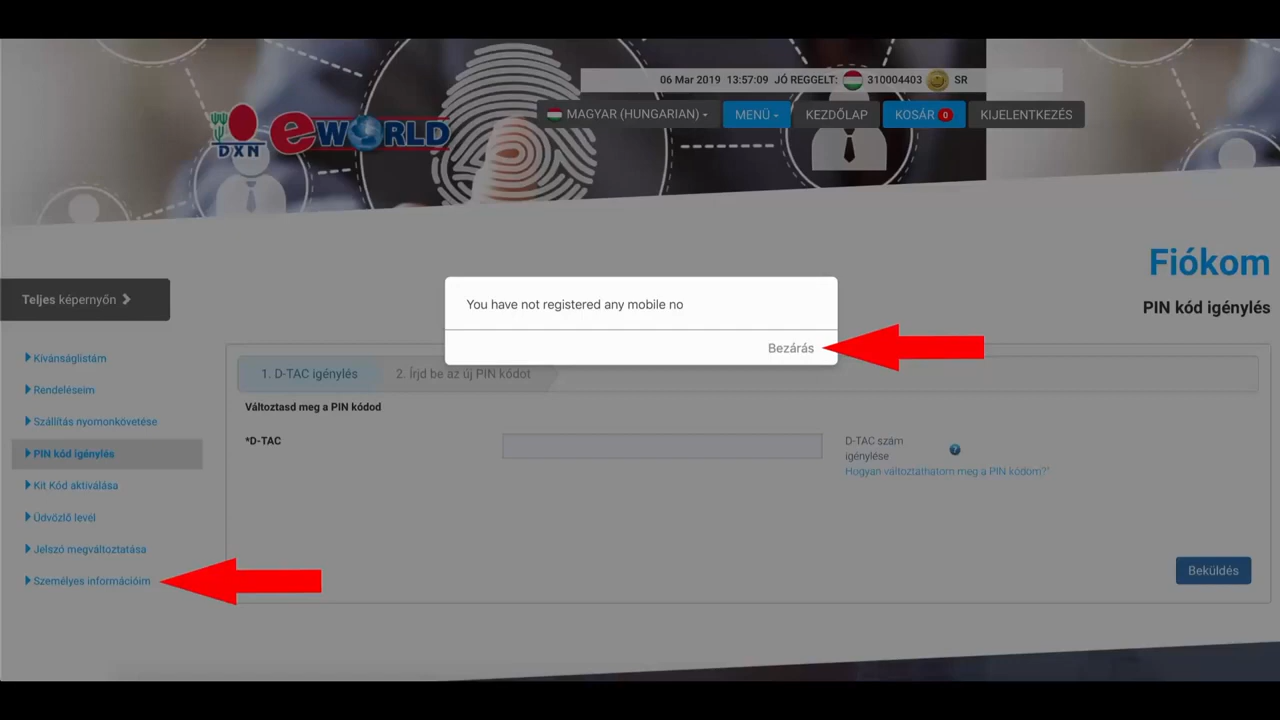 06 Mar 2019 13:57:09 JÓ REGGELT: 310004403 SR
MAGYAR (HUNGARIAN) MENÜ KEZDŐLAP KOSÁR 0 KIJELENTKEZÉS
DXN eWORLD
Fiókom
PIN kód igénylés
Teljes képernyőn
You have not registered any mobile no
Bezárás
Kívánságlistám
Rendeléseim
Szállítás nyomonkövetése
PIN kód igénylés
Kit Kód aktiválása
Üdvözlő levél
Jelszó megváltoztatása
Személyes információim
1. D-TAC igénylés 2. Írjd be az új PIN kódot
Változtasd meg a PIN kódod
*D-TAC
D-TAC szám
igénylése ?
Hogyan változtathatom meg a PIN kódom?"
Beküldés